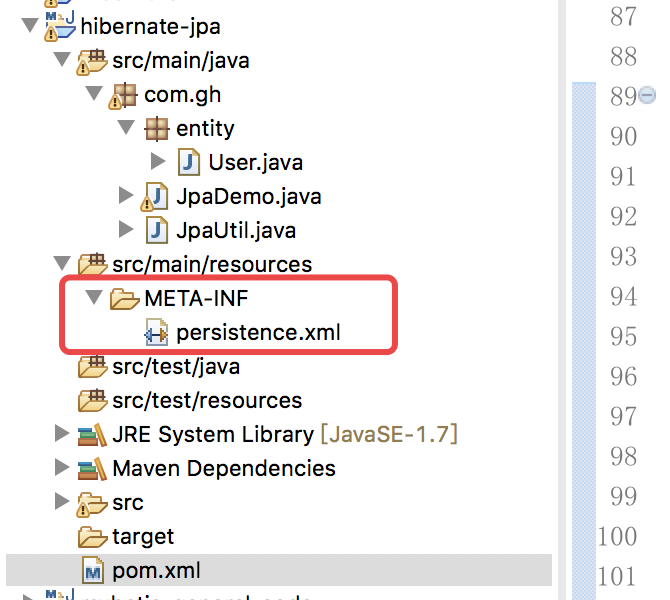 hibernate-jpa
src/main/java
com.gh
entity
User.java
JpaDemo.java
JpaUtil.java
src/main/resources
META-INF
persistence.xml
src/test/java
src/test/resources
JRE System Library [JavaSE-1.7]
Maven Dependencies
src
target
pom.xml
87
88
89
90
91
92
93
94
95
96
97
98
99
100
101